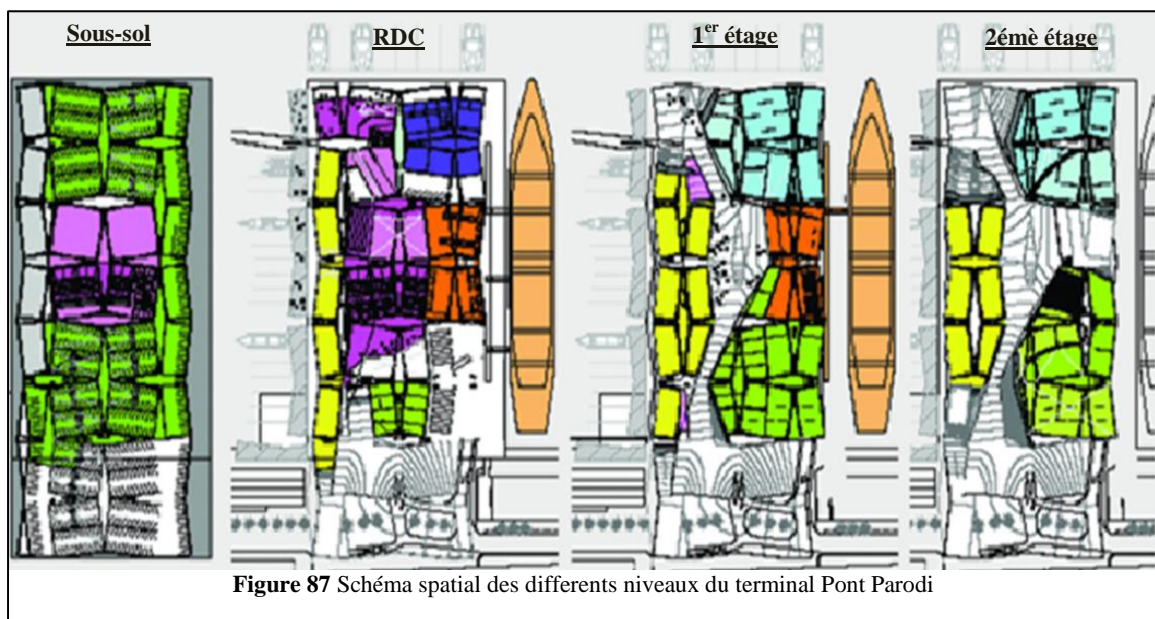 Sous-sol
RDC
1er étage
2émè étage
Figure 87 Schéma spatial des differents niveaux du terminal Pont Parodi